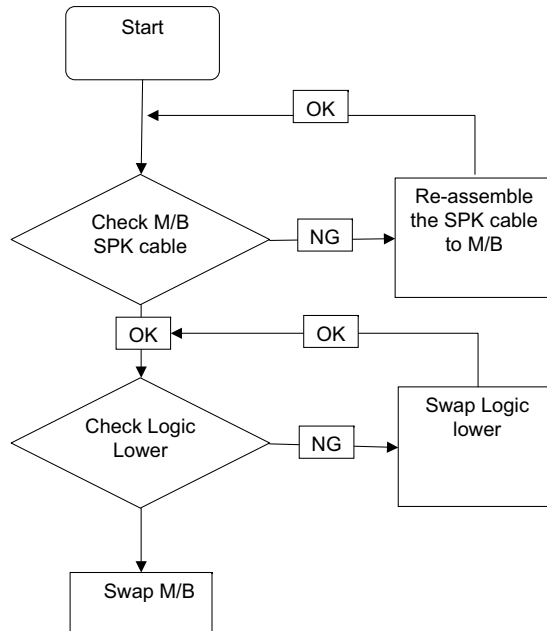 Start
OK
Check M/B
SPK cable
NG
Re-assemble
the SPK cable
to M/B
OK
OK
Check Logic
Lower
NG
Swap Logic
lower
Swap M/B